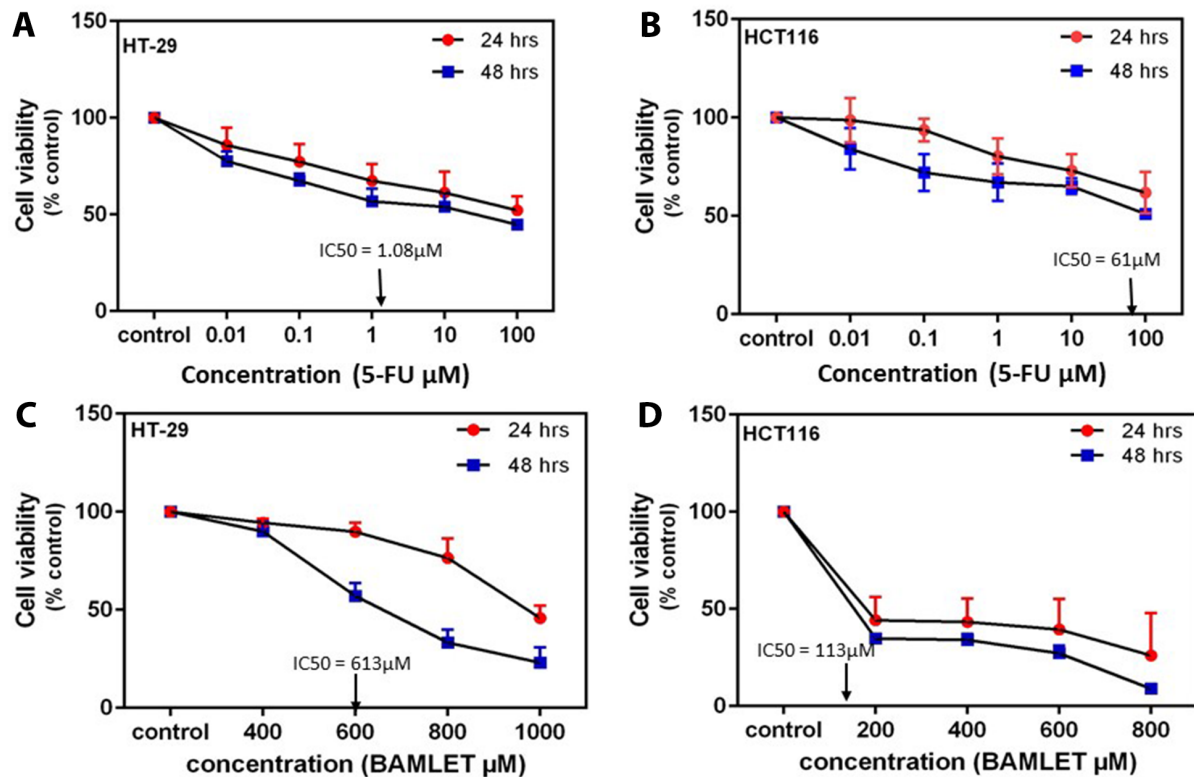 A
HT-29
24 hrs
48 hrs
150
100
50
0
Cell viability
(% control)
IC50 = 1.08µM
control 0.01 0.1 1 10 100
Concentration (5-FU µM)
B
HCT116
24 hrs
48 hrs
150
100
50
0
Cell viability
(% control)
IC50 = 61µM
control 0.01 0.1 1 10 100
Concentration (5-FU µM)
C
HT-29
24 hrs
48 hrs
150
100
50
0
Cell viability
(% control)
IC50 = 613µM
control 400 600 800 1000
concentration (BAMLET µM)
D
HCT116
24 hrs
48 hrs
150
100
50
0
Cell viability
(% control)
IC50 = 113µM
control 200 400 600 800
concentration (BAMLET µM)